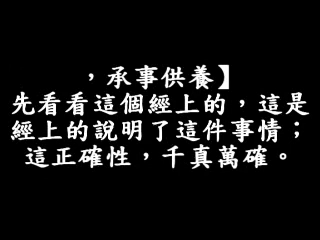 ，承事供養】
先看看這個經上的，這是
經上的說明了這件事情；
這正確性，千真萬確。